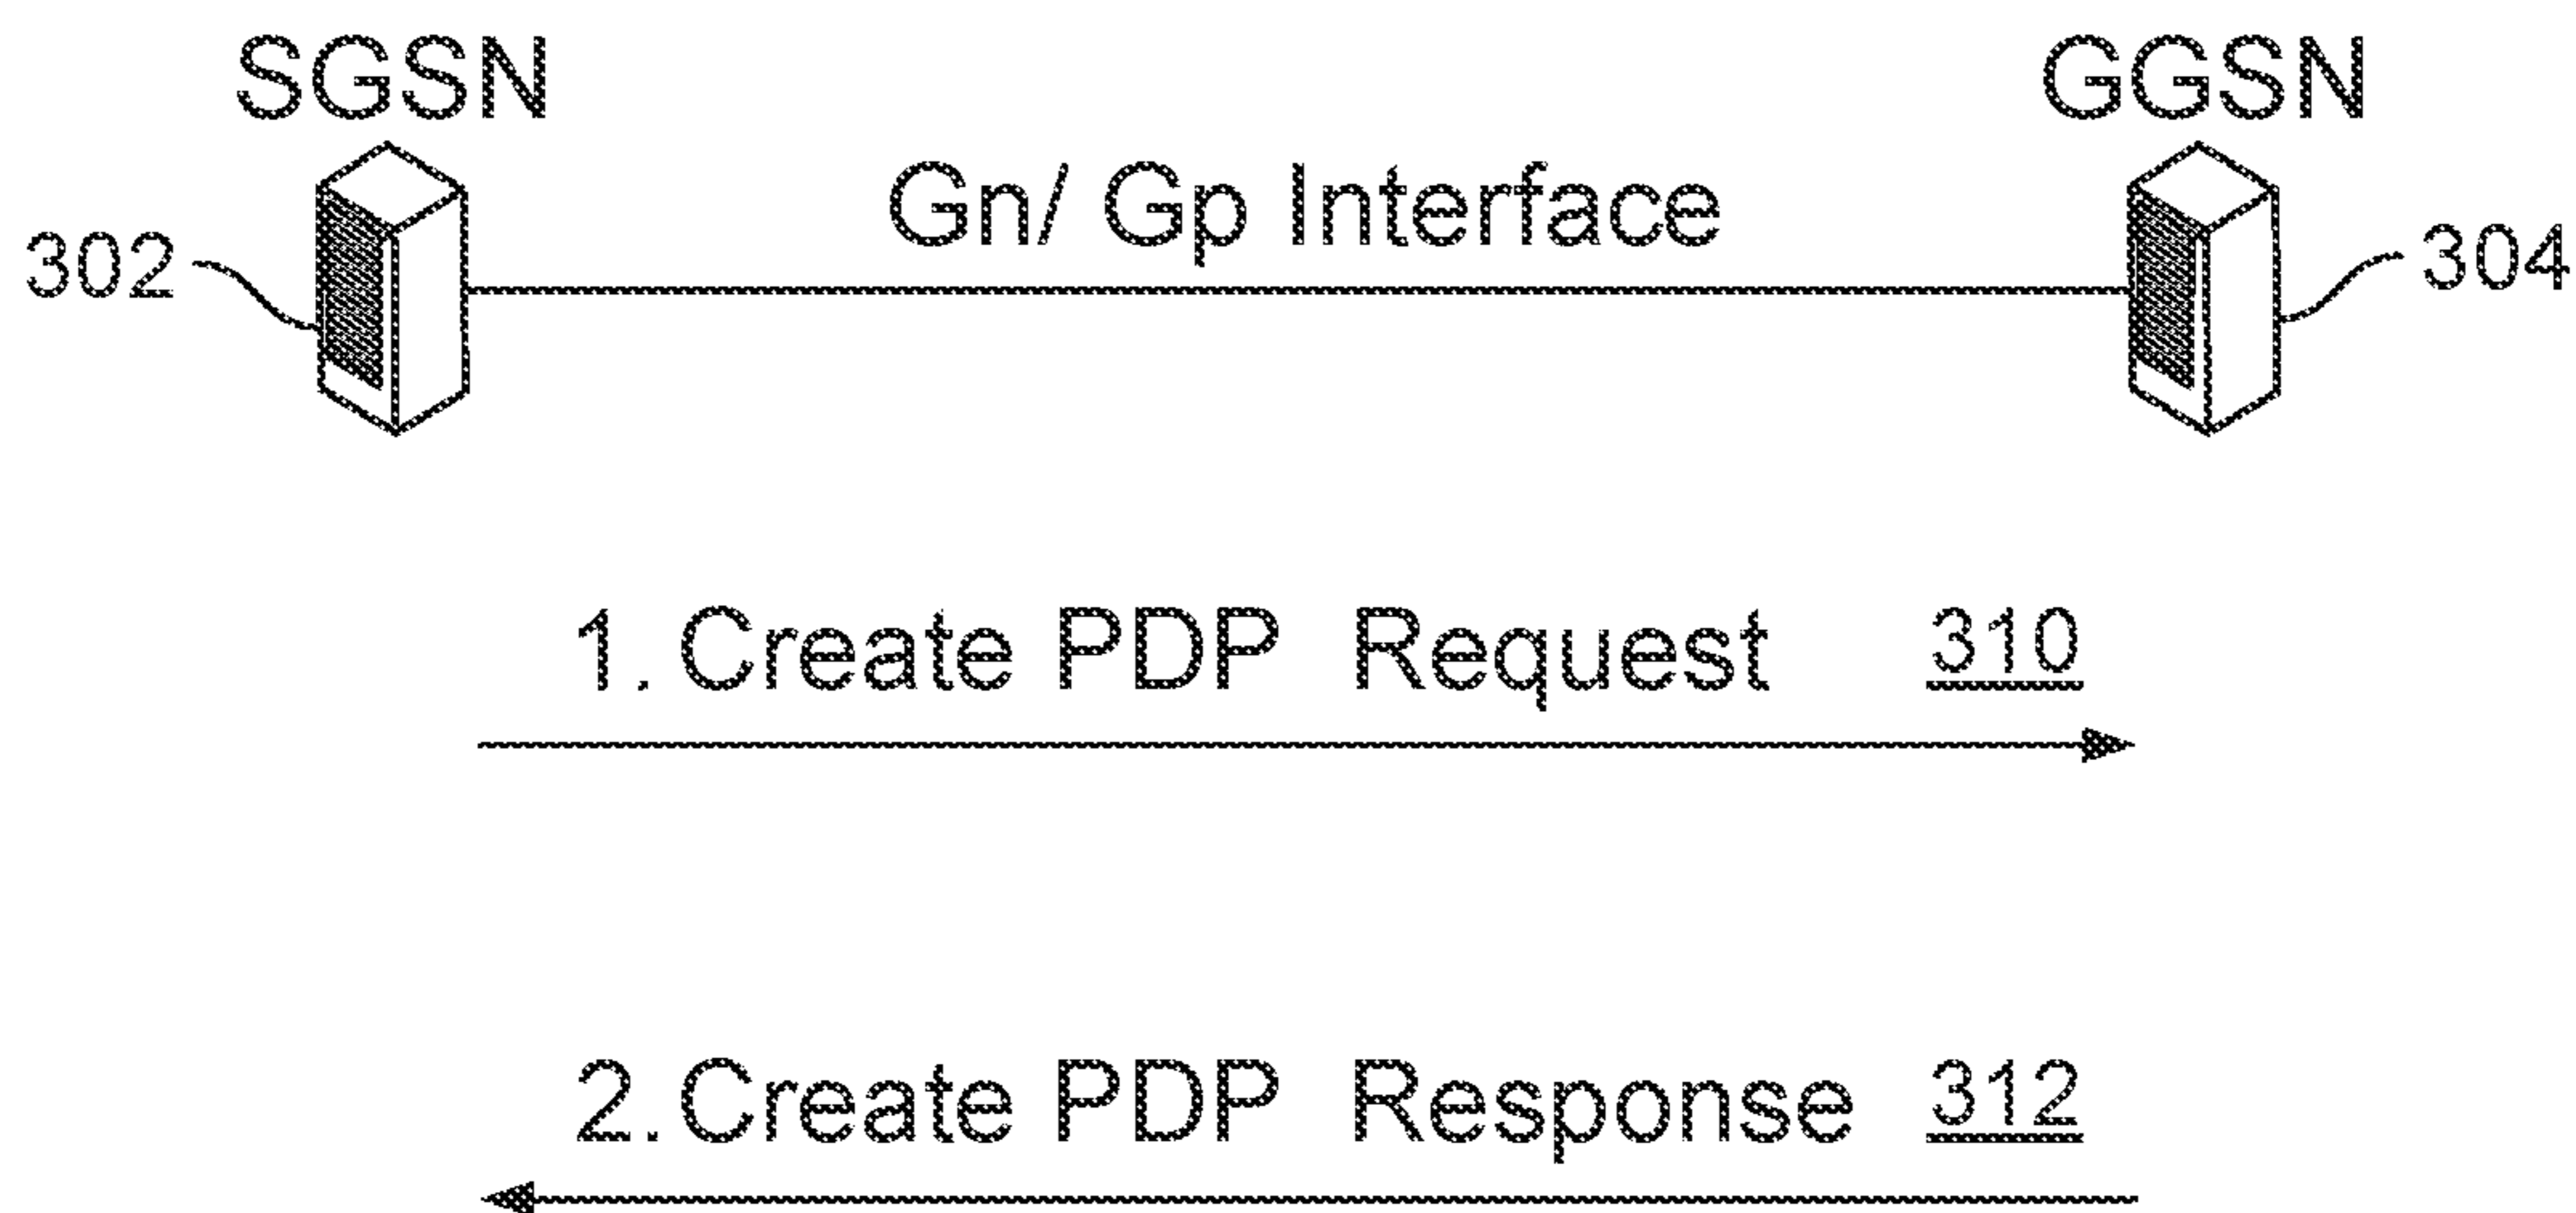 SGSN GGSN
Gn/ Gp Interface
302 304
1. Create PDP Request 310
2. Create PDP Response 312